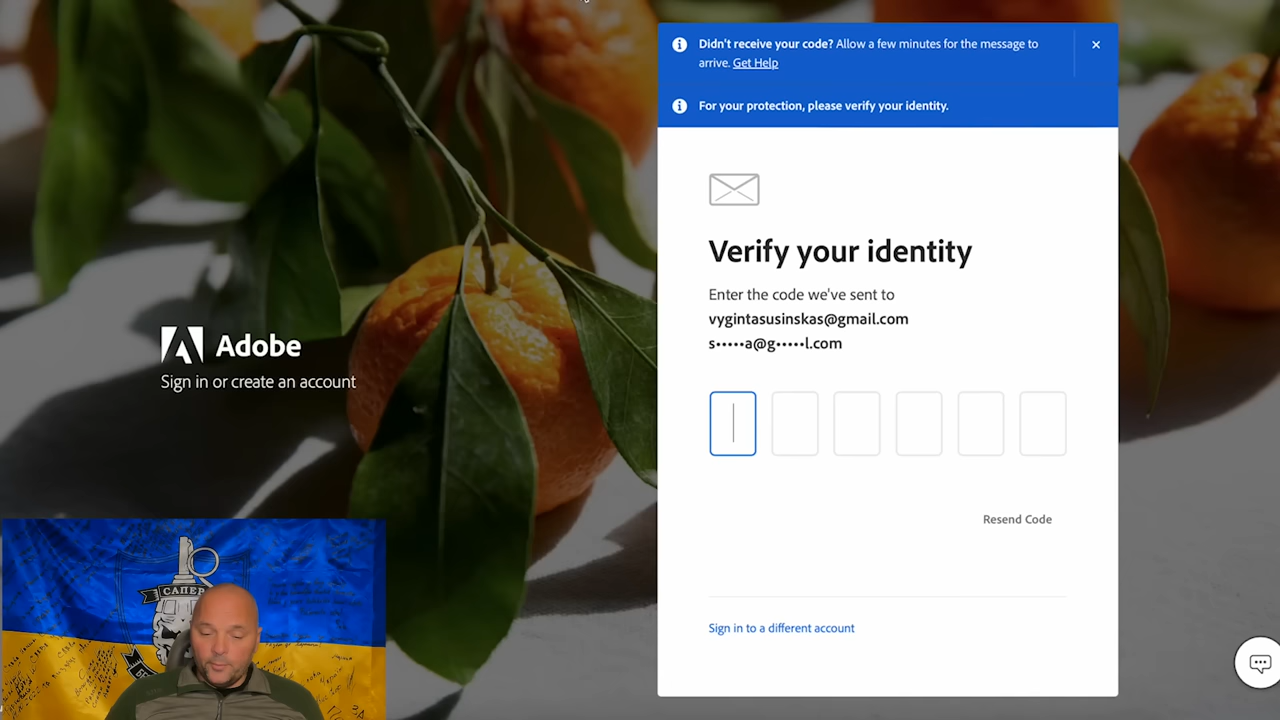 Didn't receive your code? Allow a few minutes for the message to
arrive. Get Help
For your protection, please verify your identity.
Verify your identity
Enter the code we've sent to
vygintasusinskas@gmail.com
s•••••a@g•••••l.com
Resend Code
Sign in to a different account
Adobe
Sign in or create an account
САПЕР